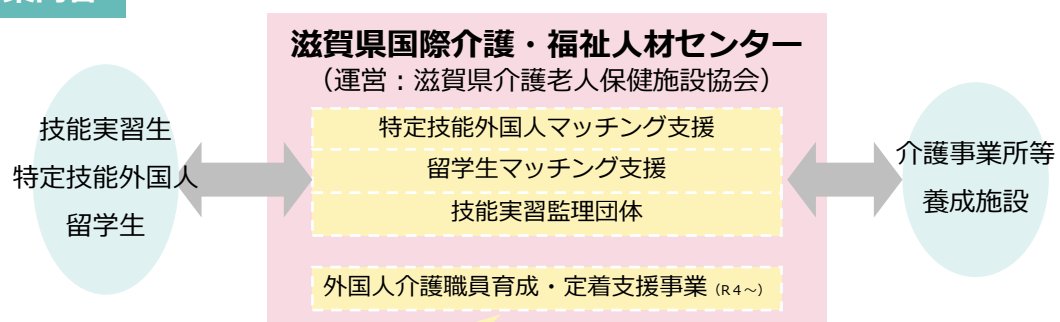 滋賀県国際介護・福祉人材センター
（運営：滋賀県介護老人保健施設協会）
技能実習生
特定技能外国人
留学生
特定技能外国人マッチング支援
留学生マッチング支援
技能実習監理団体
外国人介護職員育成・定着支援事業（R4～）
介護事業所等
養成施設